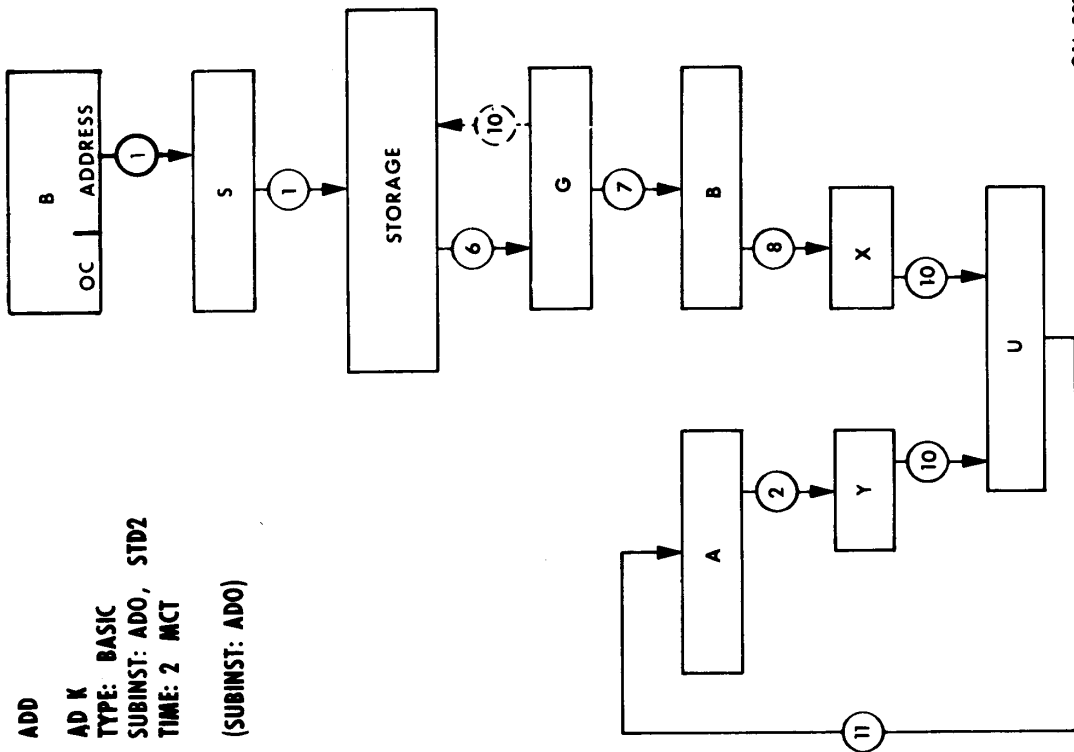 ADD
AD K
TYPE: BASIC
SUBINST: ADO, STD2
TIME: 2 MCT
(SUBINST: ADO)
B
OC ADDRESS
1
S
1
STORAGE
6
10
G
7
B
8
X
10
A
2
Y
10
U
11